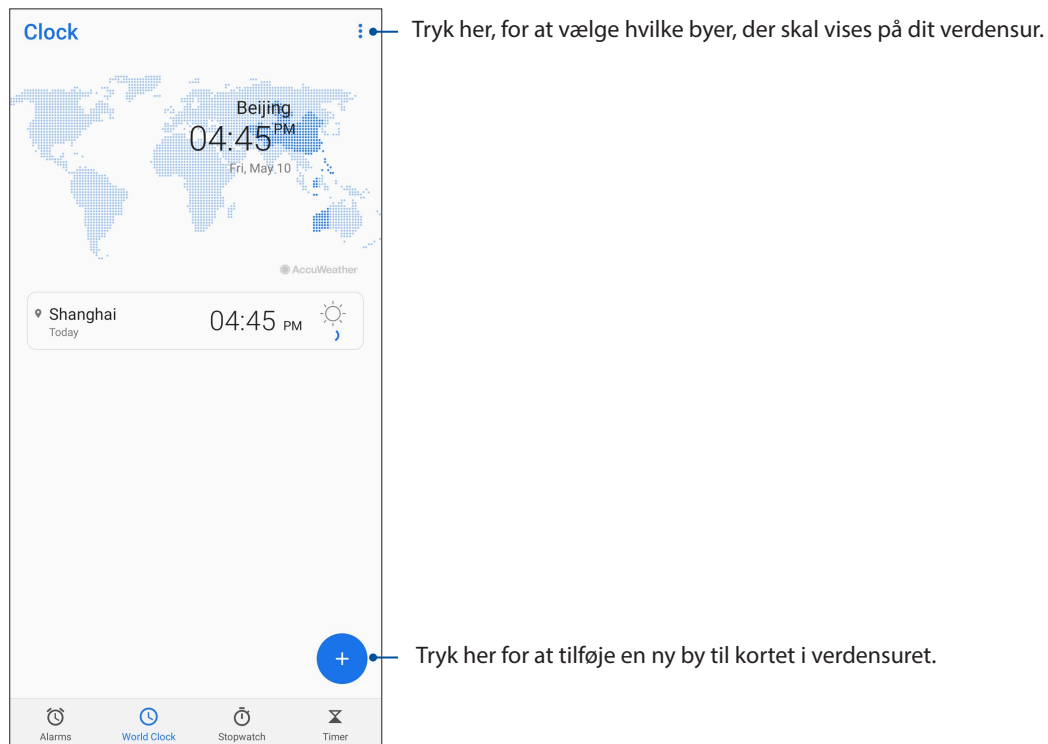 Clock
Tryk her, for at vælge hvilke byer, der skal vises på dit verdensur.
Beijing
04:45 PM
Fri, May 10
AccuWeather
Shanghai
04:45 PM
Today
+
Tryk her for at tilføje en ny by til kortet i verdensuret.
Alarms World Clock Stopwatch Timer